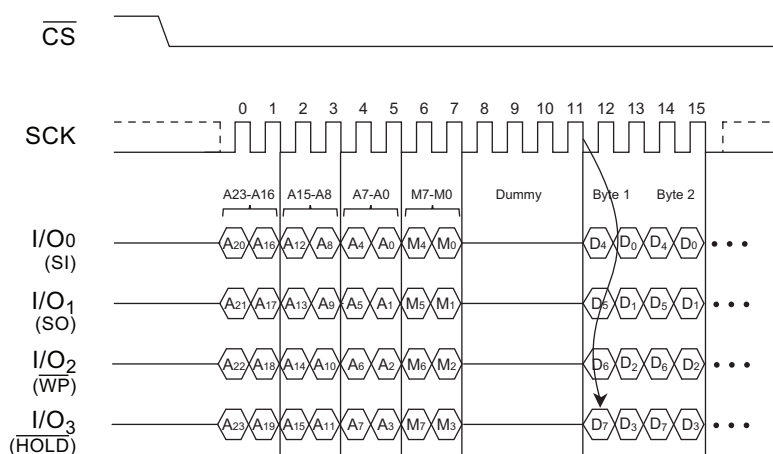 CS
0 1 2 3 4 5 6 7 8 9 10 11 12 13 14 15
SCK
A23-A16 A15-A8 A7-A0 M7-M0 Dummy Byte 1 Byte 2
I/O0 A20 A16 A12 A8 A4 A0 M4 M0 D4 D0 D4 D0 • • •
(SI)
I/O1 A21 A17 A13 A9 A5 A1 M5 M1 D5 D1 D5 D1 • • •
(SO)
I/O2 A22 A18 A14 A10 A6 A2 M6 M2 D6 D2 D6 D2 • • •
(WP)
I/O3 A23 A19 A15 A11 A7 A3 M7 M3 D7 D3 D7 D3 • • •
(HOLD)